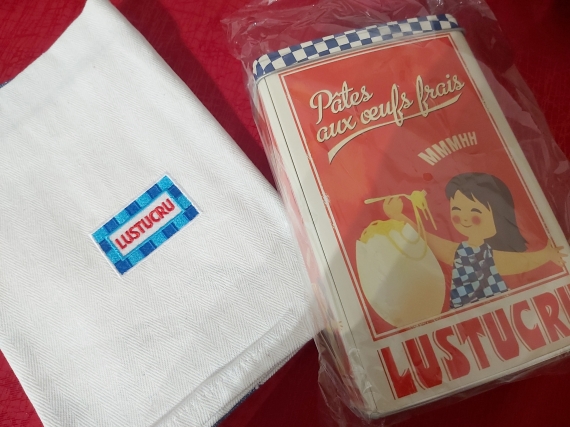 LUSTUCRU
Pâtes
aux œufs frais
MMMHH
LUSTUCRU